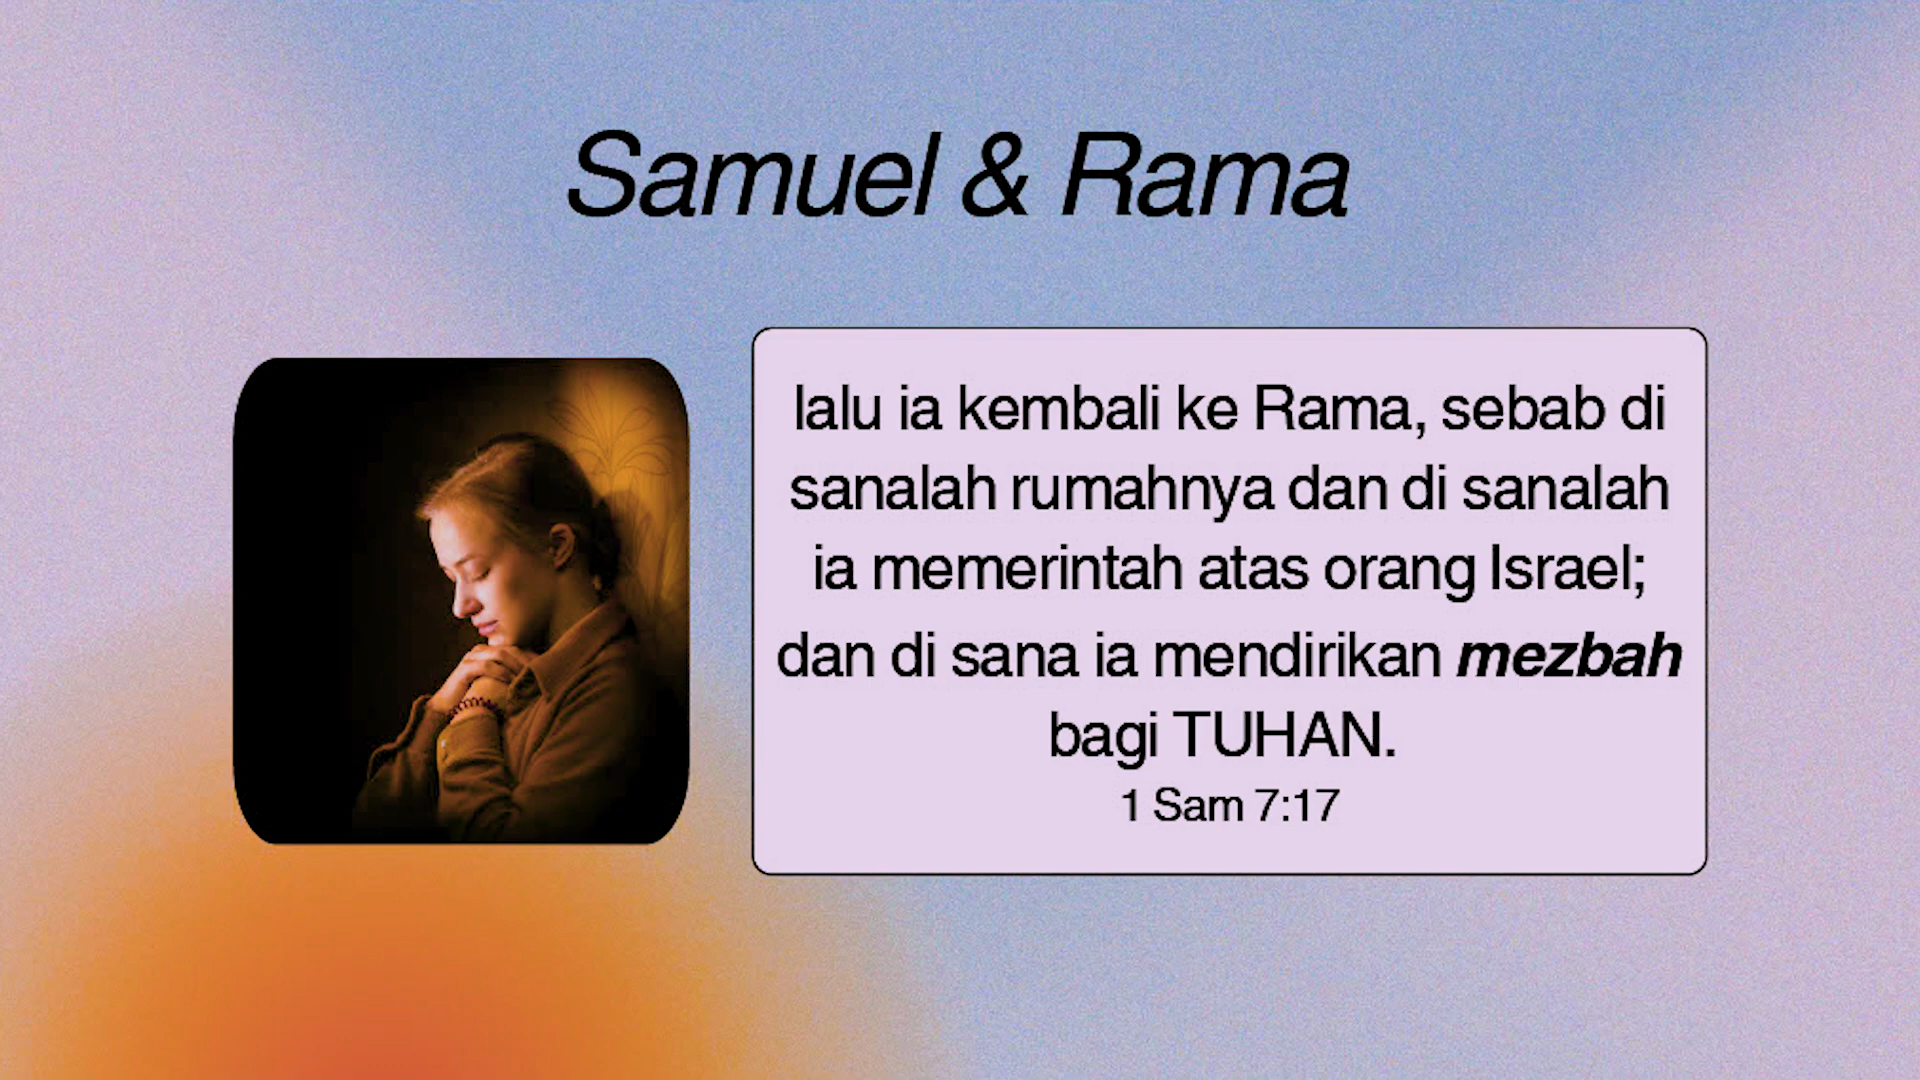 Samuel & Rama
lalu ia kembali ke Rama, sebab di
sanalah rumahnya dan di sanalah
ia memerintah atas orang Israel;
dan di sana ia mendirikan mezbah
bagi TUHAN.
1 Sam 7:17